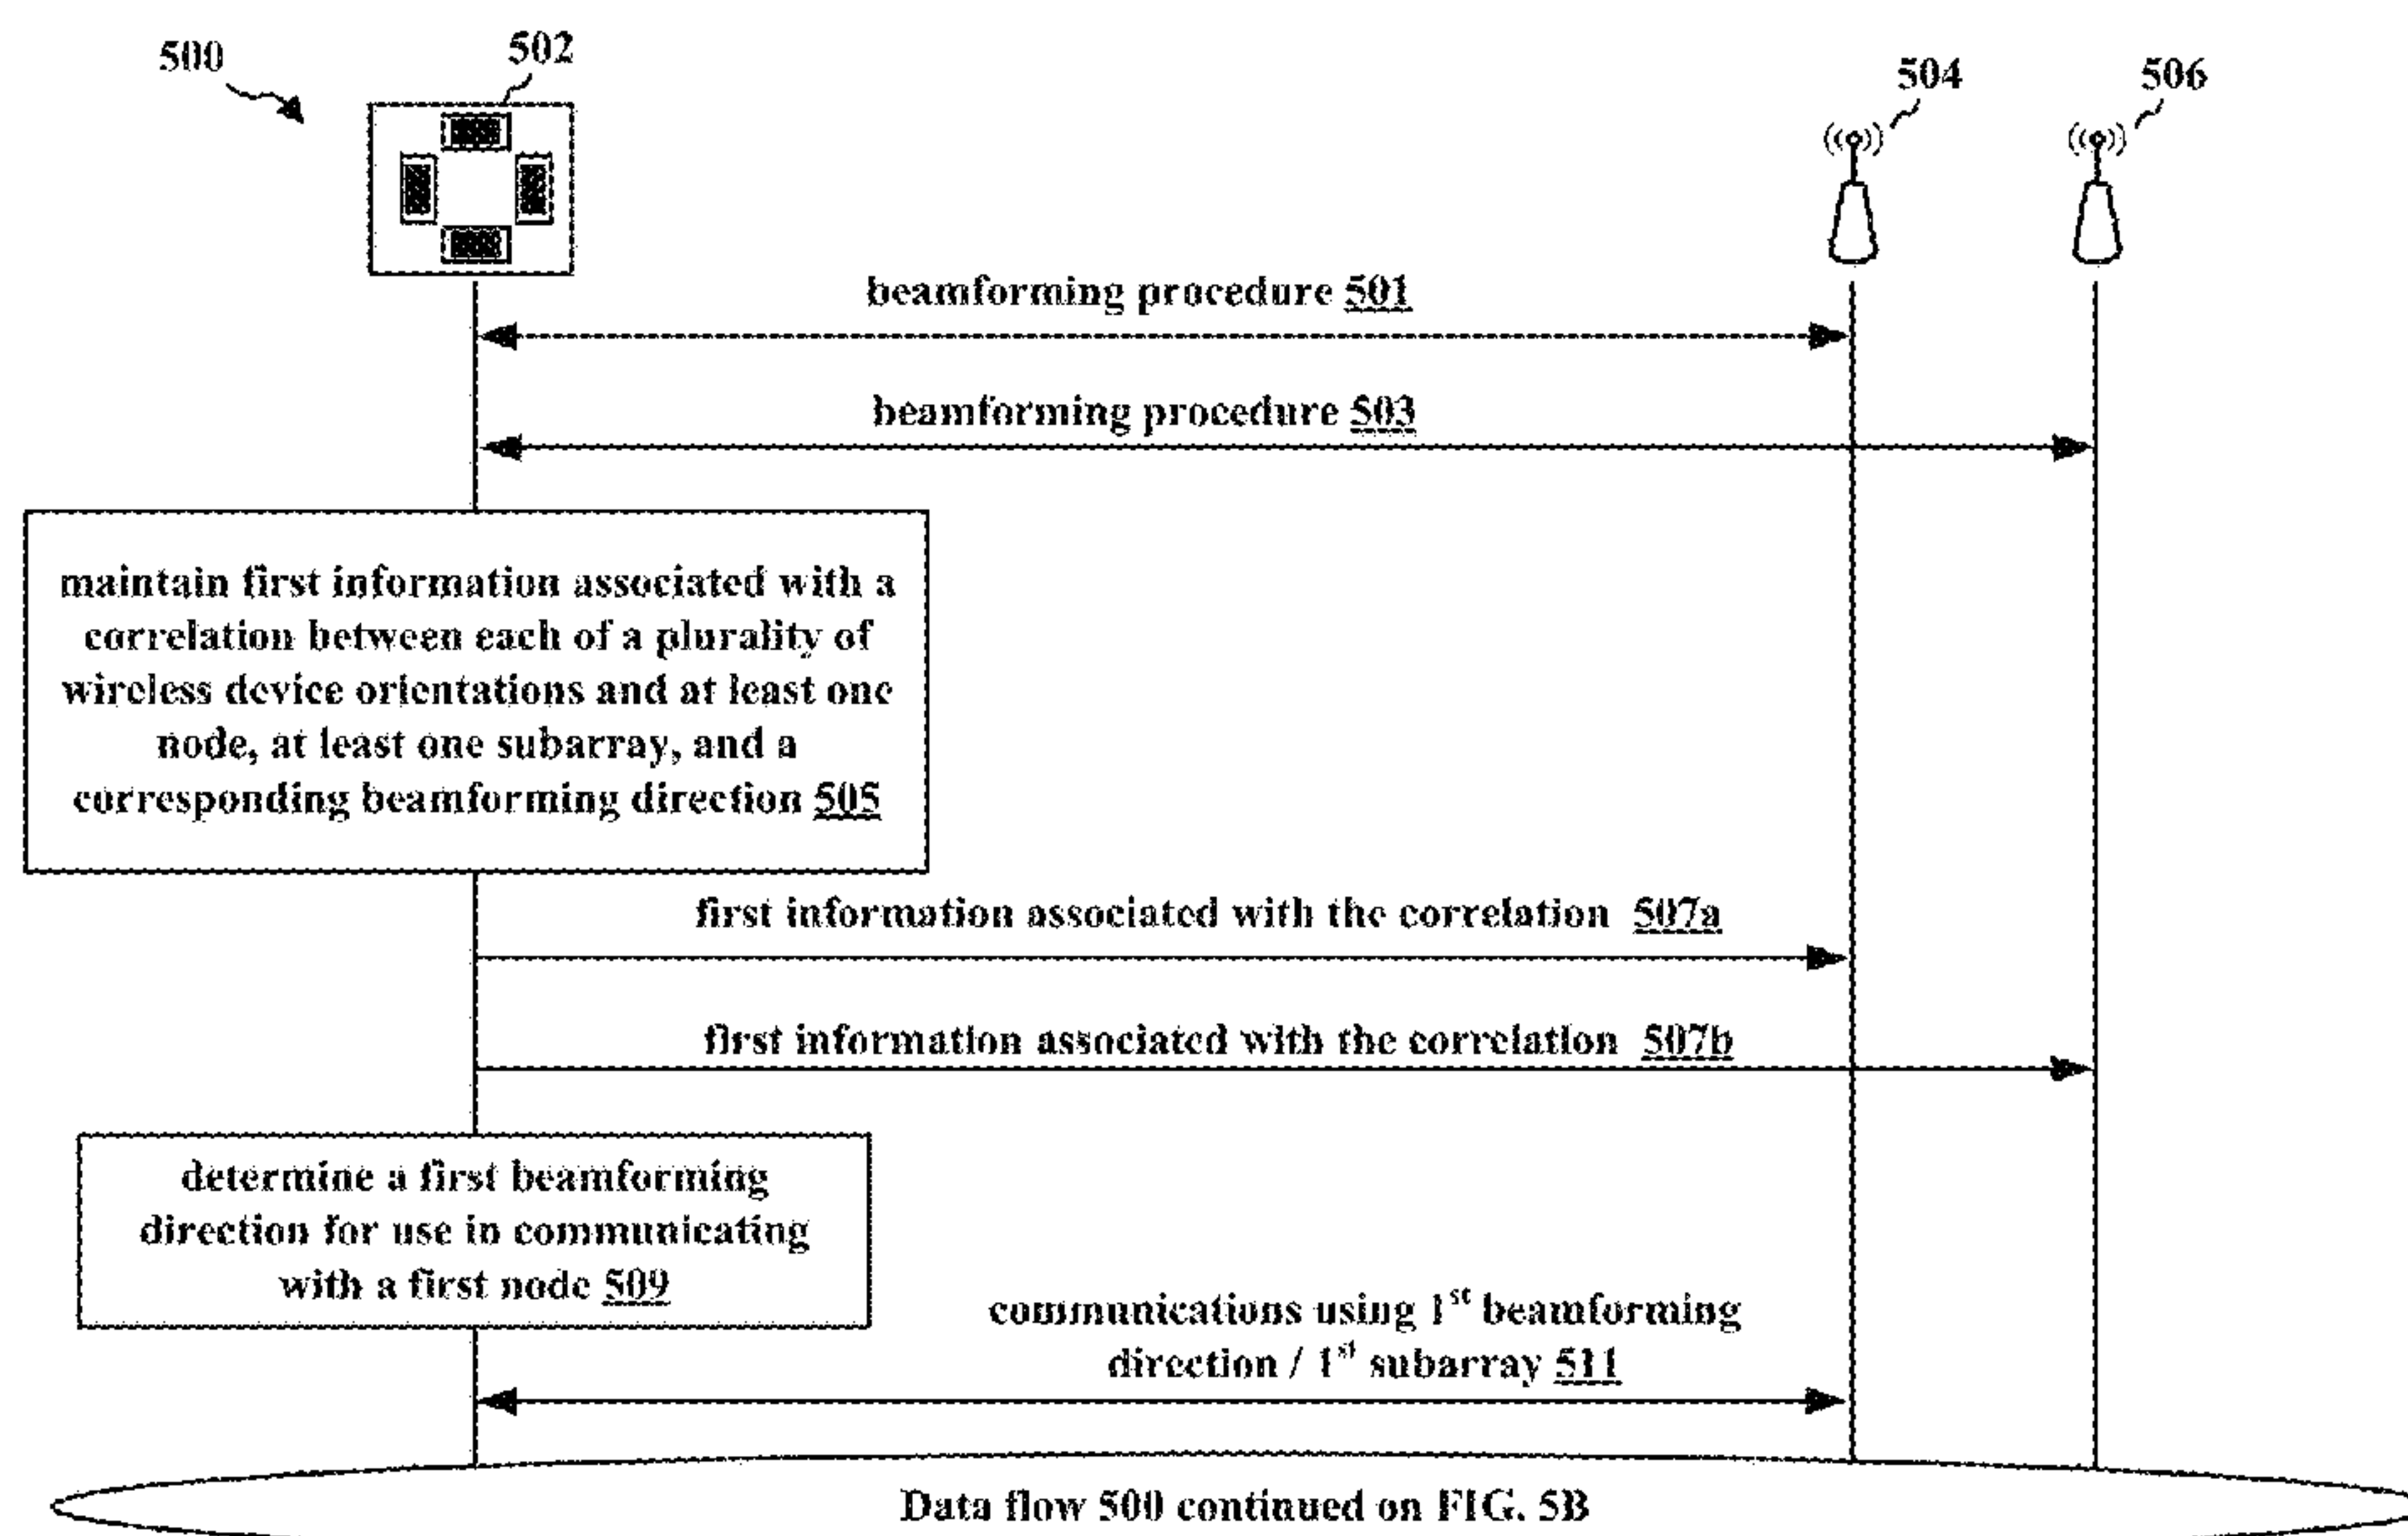 500
502
504
506
beamforming procedure 501
beamforming procedure 503
maintain first information associated with a
correlation between each of a plurality of
wireless device orientations and at least one
node, at least one subarray, and a
corresponding beamforming direction 505
first information associated with the correlation 507a
first information associated with the correlation 507b
determine a first beamforming
direction for use in communicating
with a first node 509
communications using 1st beamforming
direction / 1st subarray 511
Data flow 500 continued on FIG. 5B